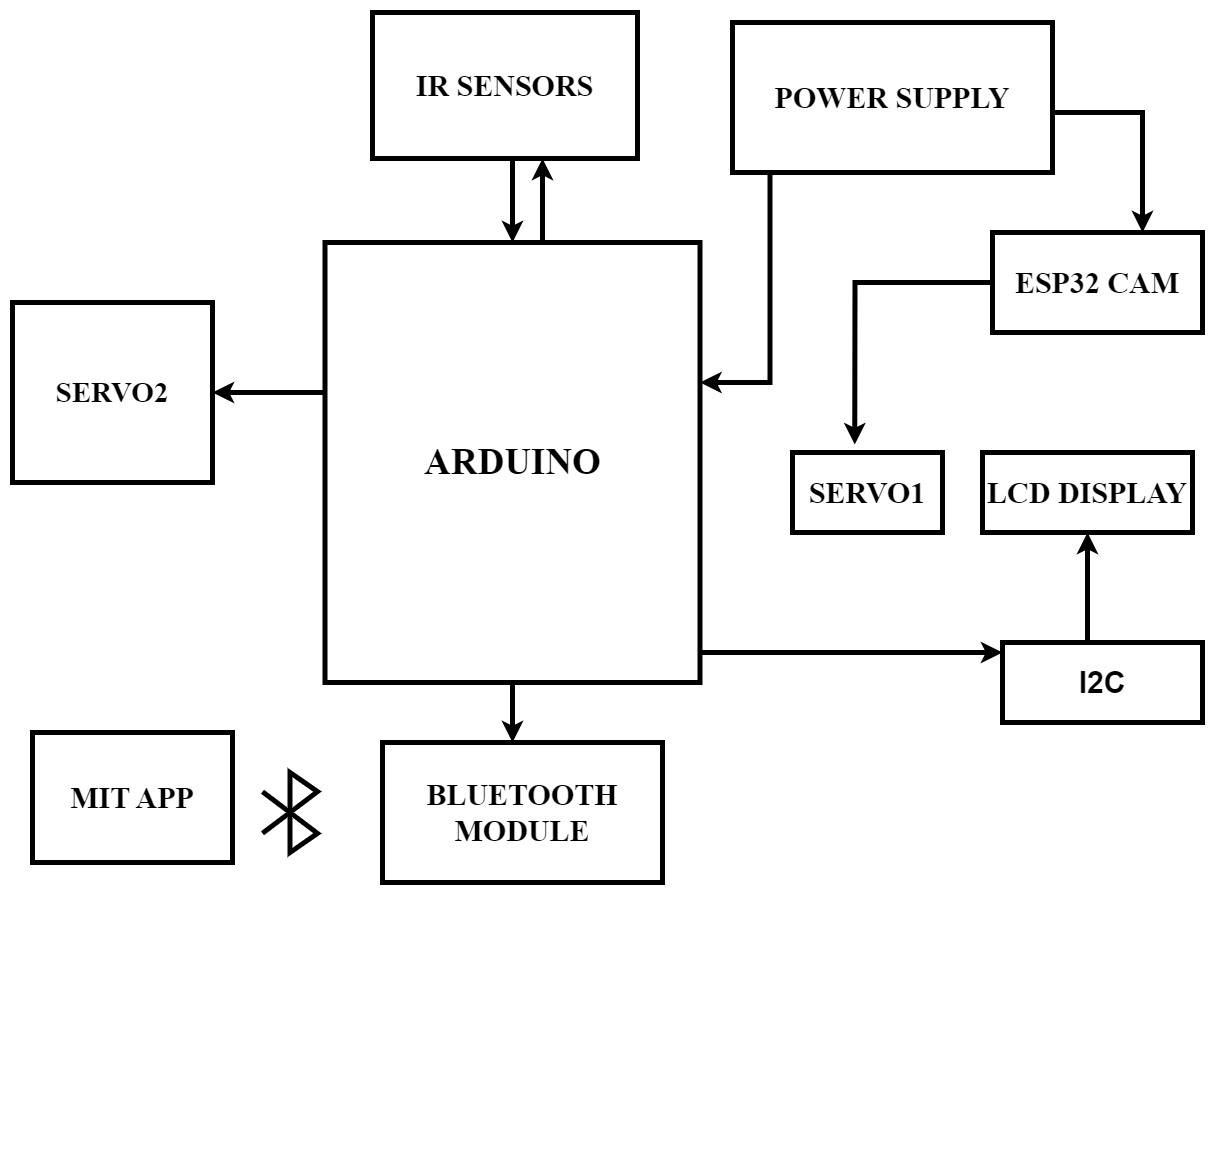 IR SENSORS
POWER SUPPLY
ESP32 CAM
SERVO2
ARDUINO
SERVO1
LCD DISPLAY
I2C
MIT APP
BLUETOOTH
MODULE